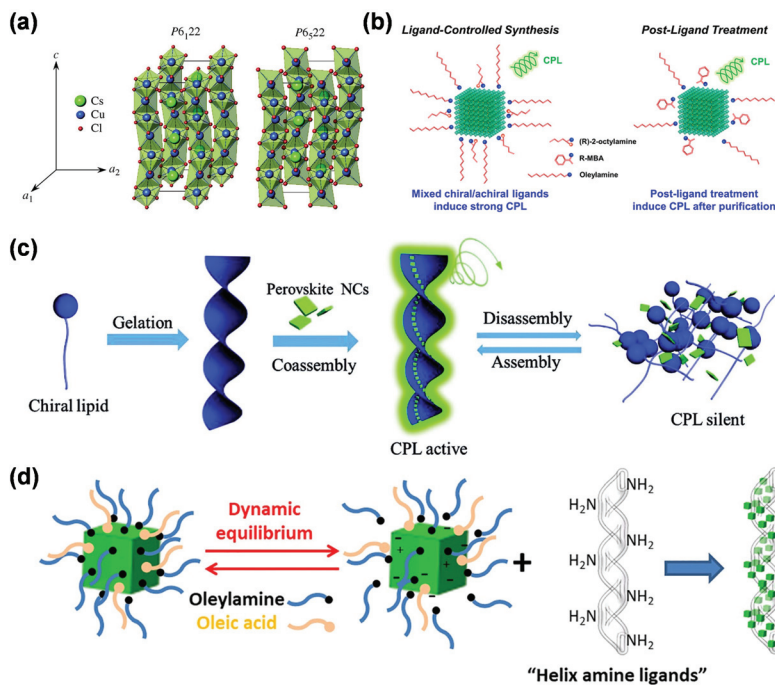 (a)
P6₁22
P6₅22
c
Cs
Cu
Cl
a₁
a₂
(b)
Ligand-Controlled Synthesis
Post-Ligand Treatment
CPL
CPL
(R)-2-octylamine
R-MBA
Oleylamine
Mixed chiral/achiral ligands
induce strong CPL
Post-ligand treatment
induce CPL after purification
(c)
Chiral lipid
Gelation
Perovskite NCs
Coassembly
CPL active
Disassembly
Assembly
CPL silent
(d)
Dynamic
equilibrium
Oleylamine
Oleic acid
+
-
+
-
+
NH₂
H₂N
NH₂
H₂N
NH₂
H₂N
NH₂
"Helix amine ligands"